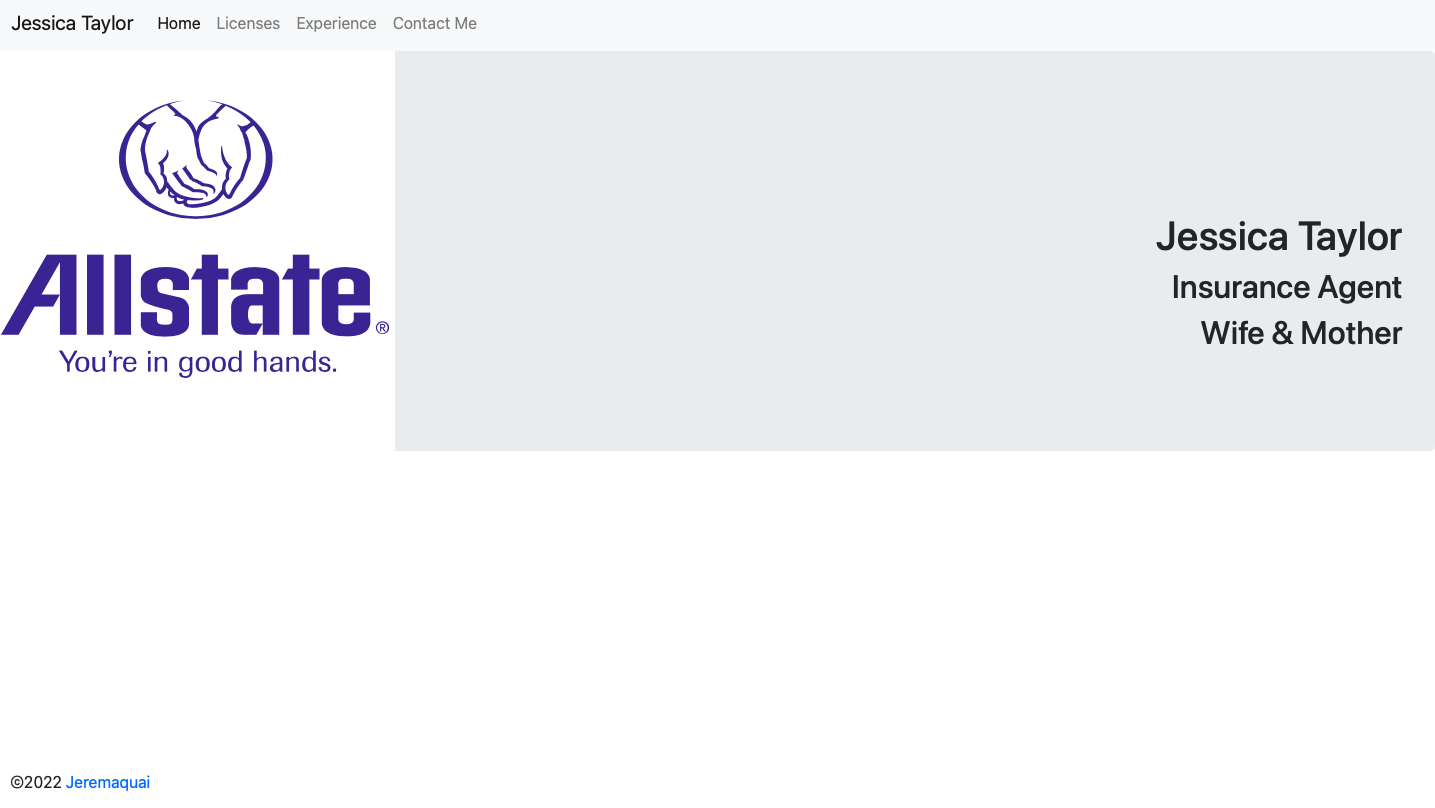 Jessica Taylor Home Licenses Experience Contact Me
Allstate®
You're in good hands.
Jessica Taylor
Insurance Agent
Wife & Mother
©2022 Jeremaquai